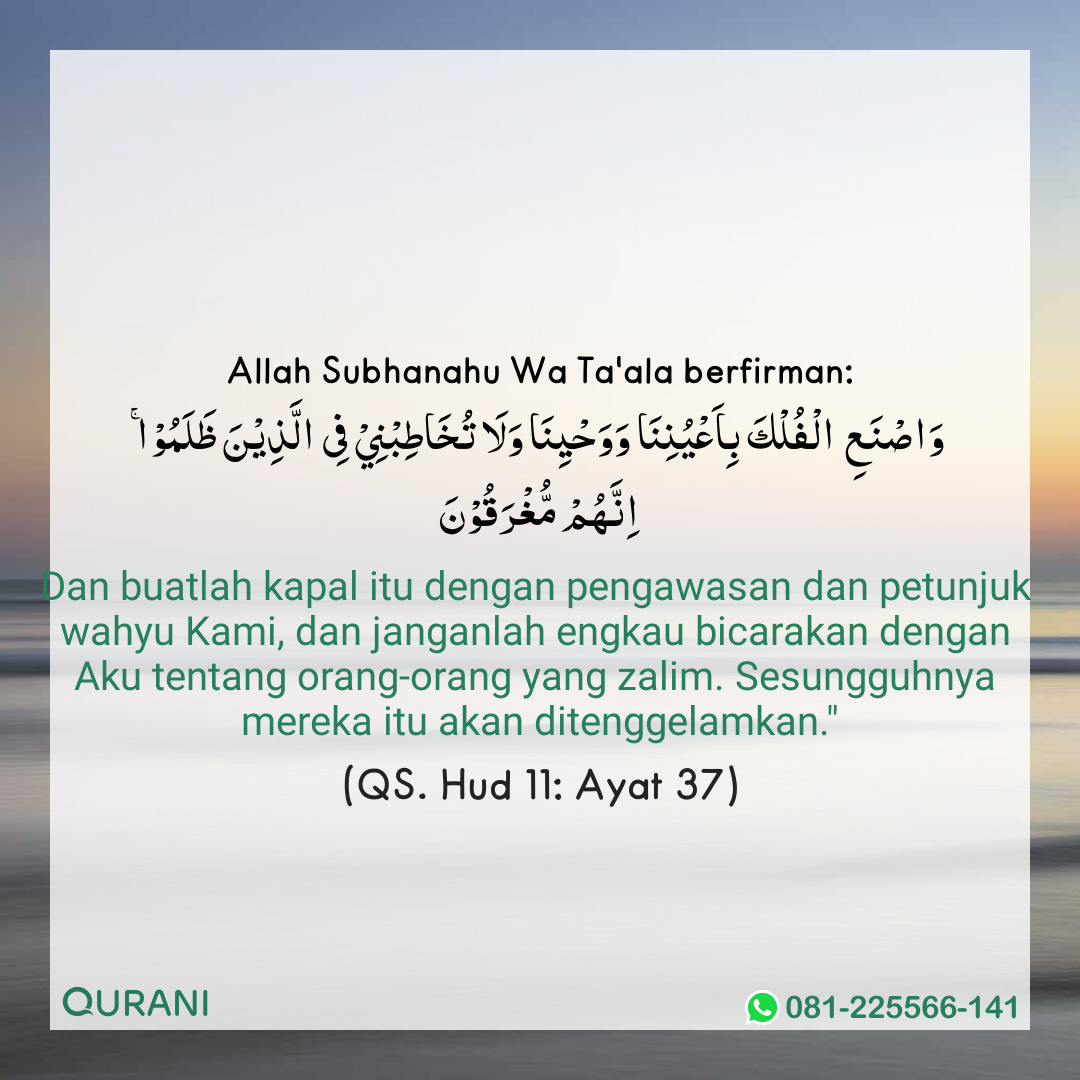 Allah Subhanahu Wa Ta'ala berfirman:
وَاصْنَعِ الْفُلْكَ بِاَعْيُنِنَا وَوَحْيِنَا وَلَا تُخَاطِبْنِيْ فِى الَّذِيْنَ ظَلَمُوْا ۚ
اِنَّهُمْ مُّغْرَقُوْنَ
Dan buatlah kapal itu dengan pengawasan dan petunjuk
wahyu Kami, dan janganlah engkau bicarakan dengan
Aku tentang orang-orang yang zalim. Sesungguhnya
mereka itu akan ditenggelamkan."
(QS. Hud 11: Ayat 37)
QURANI
081-225566-141